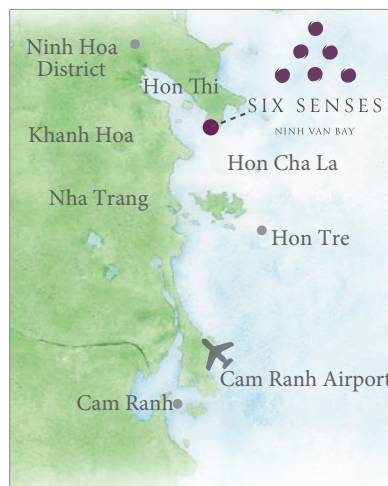 Ninh Hoa
District
Hon Thi
SIX SENSES
NINH VAN BAY
Khanh Hoa
Hon Cha La
Nha Trang
Hon Tre
Cam Ranh Airport
Cam Ranh